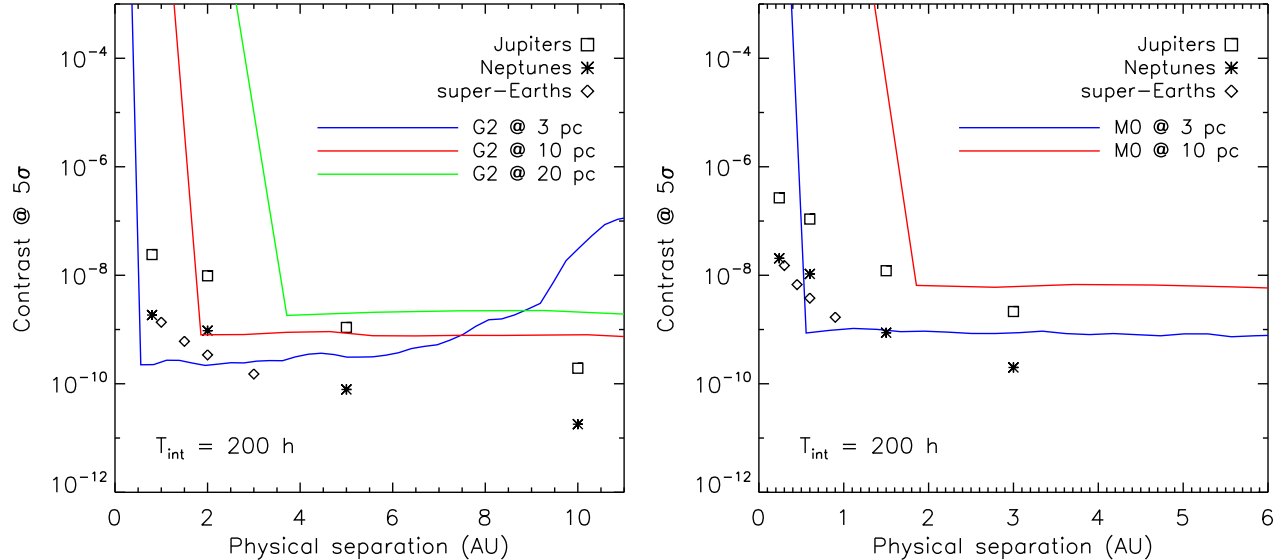 Contrast @ 5σ
10⁻⁴
10⁻⁶
10⁻⁸
10⁻¹⁰
10⁻¹²
Jupiters
Neptunes
super-Earths
G2 @ 3 pc
G2 @ 10 pc
G2 @ 20 pc
T_int = 200 h
0 2 4 6 8 10
Physical separation (AU)
Contrast @ 5σ
10⁻⁴
10⁻⁶
10⁻⁸
10⁻¹⁰
10⁻¹²
Jupiters
Neptunes
super-Earths
M0 @ 3 pc
M0 @ 10 pc
T_int = 200 h
0 1 2 3 4 5 6
Physical separation (AU)